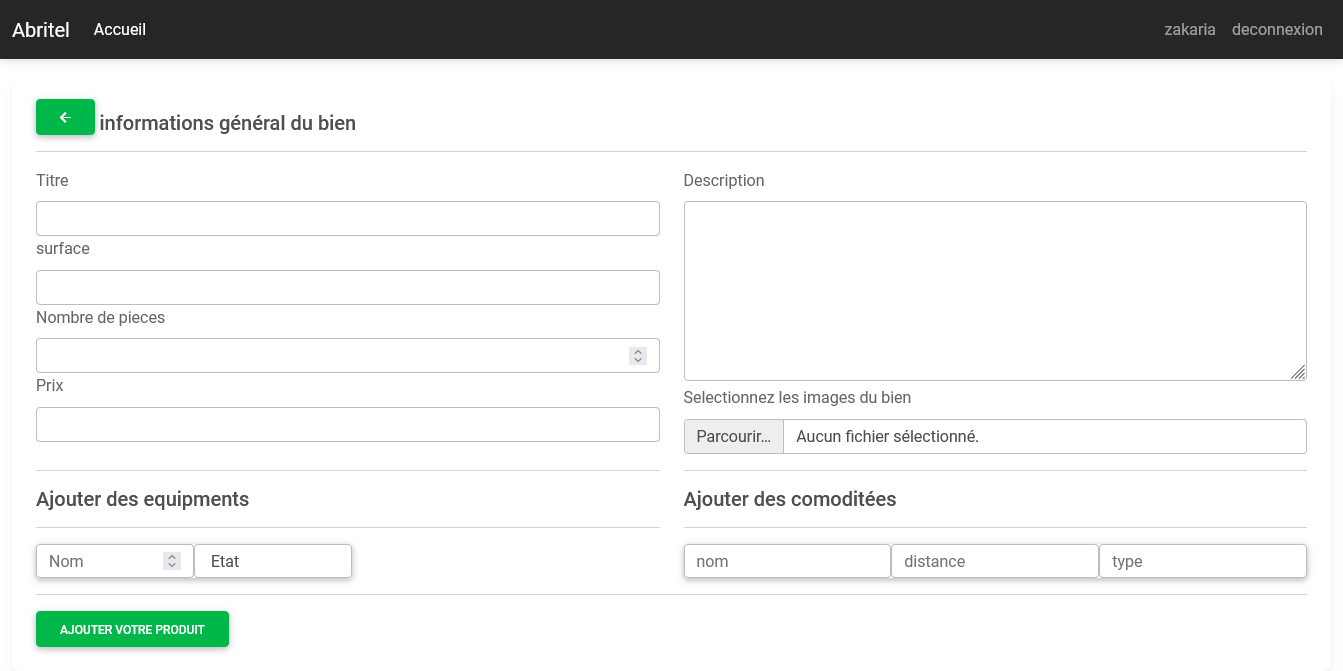 Abritel Accueil zakaria deconnexion
informations général du bien
Titre
surface
Nombre de pieces
Prix
Description
Selectionnez les images du bien
Parcourir... Aucun fichier sélectionné.
Ajouter des equipments
Nom Etat
Ajouter des comoditées
nom distance type
AJOUTER VOTRE PRODUIT